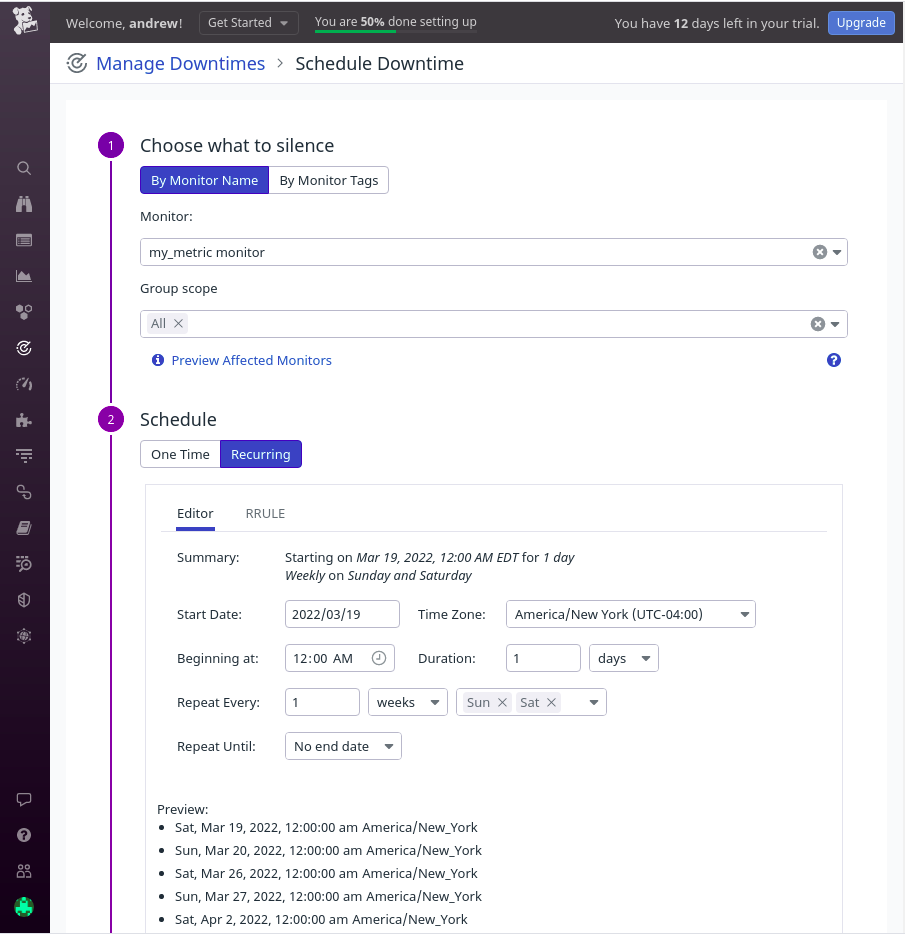 Welcome, andrew!
Get Started
You are 50% done setting up
You have 12 days left in your trial.
Upgrade
Manage Downtimes > Schedule Downtime
1 Choose what to silence
By Monitor Name By Monitor Tags
Monitor:
my_metric monitor
Group scope
All
Preview Affected Monitors
2 Schedule
One Time Recurring
Editor RRULE
Summary: Starting on Mar 19, 2022, 12:00 AM EDT for 1 day
Weekly on Sunday and Saturday
Start Date: 2022/03/19 Time Zone: America/New York (UTC-04:00)
Beginning at: 12:00 AM Duration: 1 days
Repeat Every: 1 weeks Sun Sat
Repeat Until: No end date
Preview:
Sat, Mar 19, 2022, 12:00:00 am America/New_York
Sun, Mar 20, 2022, 12:00:00 am America/New_York
Sat, Mar 26, 2022, 12:00:00 am America/New_York
Sun, Mar 27, 2022, 12:00:00 am America/New_York
Sat, Apr 2, 2022, 12:00:00 am America/New_York